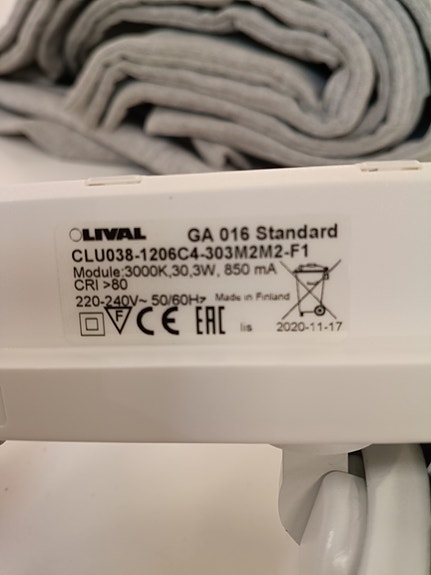 LIVAL GA 016 Standard
CLU038-1206C4-303M2M2-F1
Module:3000K,30,3W, 850 mA
CRI >80
220-240V~ 50/60Hz Made in Finland
F CE EAC lis 2020-11-17